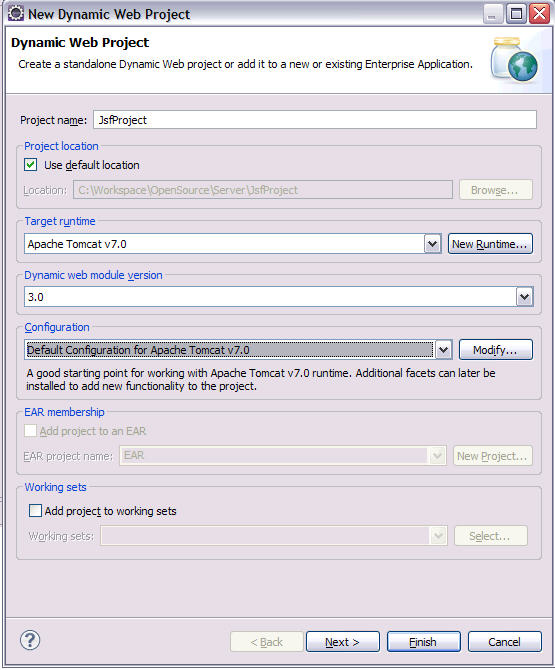 New Dynamic Web Project
Dynamic Web Project
Create a standalone Dynamic Web project or add it to a new or existing Enterprise Application.
Project name: JsfProject
Project location
Use default location
Location: C:\Workspace\OpenSource\Server\JsfProject Browse...
Target runtime
Apache Tomcat v7.0 New Runtime...
Dynamic web module version
3.0
Configuration
Default Configuration for Apache Tomcat v7.0 Modify...
A good starting point for working with Apache Tomcat v7.0 runtime. Additional facets can later be
installed to add new functionality to the project.
EAR membership
Add project to an EAR
EAR project name: EAR New Project...
Working sets
Add project to working sets
Working sets: Select...
? < Back Next > Finish Cancel